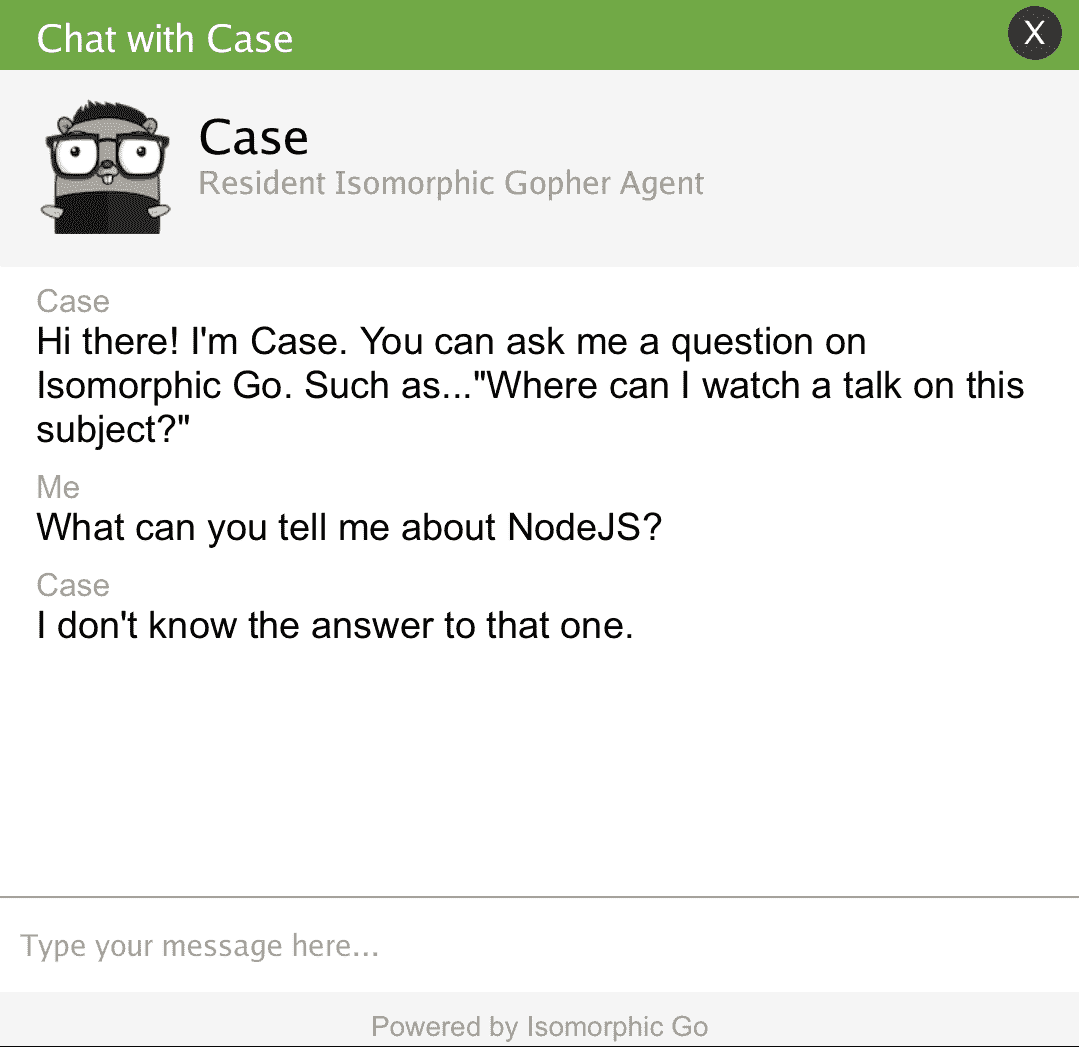 Chat with Case
X
Case
Resident Isomorphic Gopher Agent
Case
Hi there! I'm Case. You can ask me a question on
Isomorphic Go. Such as..."Where can I watch a talk on this
subject?"
Me
What can you tell me about NodeJS?
Case
I don't know the answer to that one.
Type your message here...
Powered by Isomorphic Go